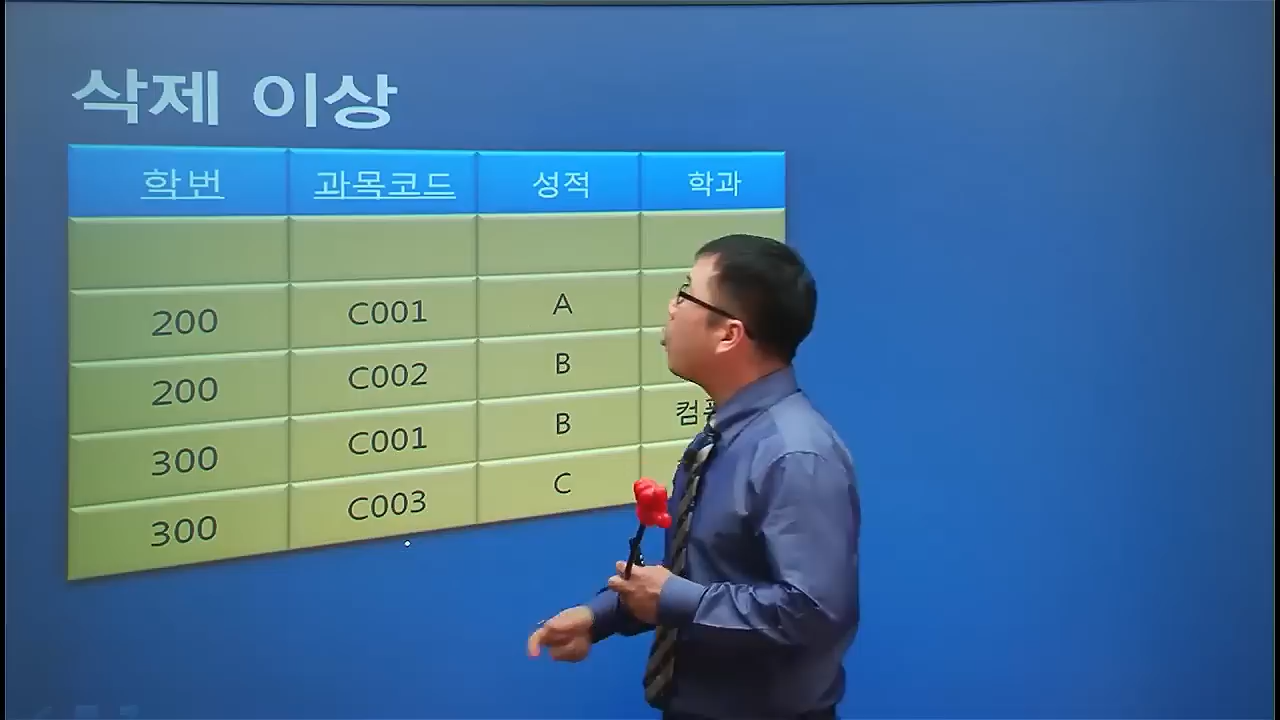 삭제 이상
학번 과목코드 성적 학과
200 C001 A
200 C002 B
300 C001 B
300 C003 C